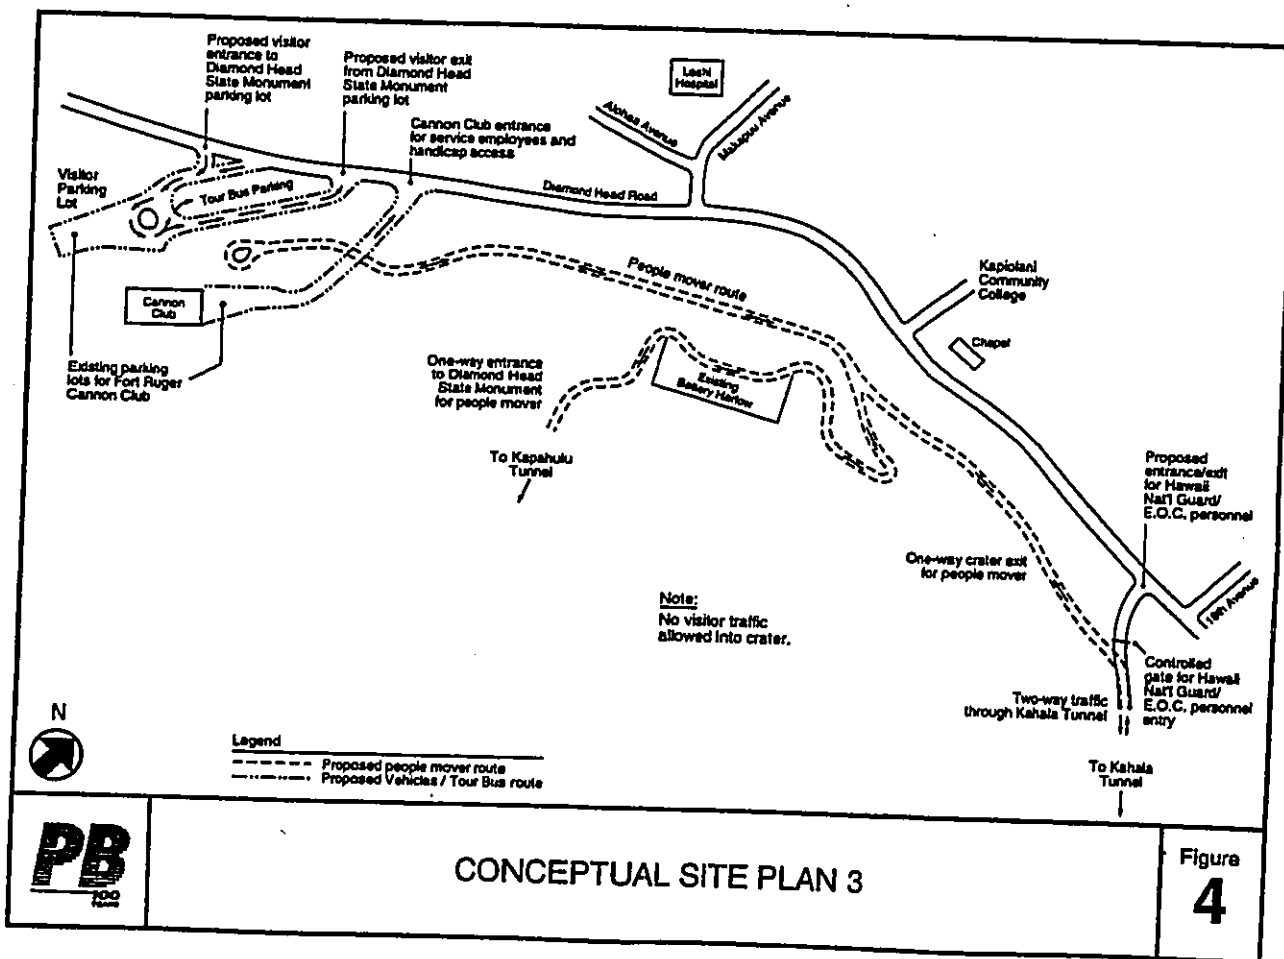 Proposed visitor
entrance to
Diamond Head
State Monument
parking lot
Proposed visitor exit
from Diamond Head
State Monument
parking lot
Cannon Club entrance
for service employees and
handicap access
Leahi
Hospital
Alohea Avenue
Makapuu Avenue
Visitor
Parking
Lot
Tour Bus Parking
Diamond Head Road
People mover route
Kapiolani
Community
College
Chapel
Cannon
Club
Existing parking
lots for Fort Ruger
Cannon Club
One-way entrance
to Diamond Head
State Monument
for people mover
Existing
Battery Harlow
To Kapahulu
Tunnel
Proposed
entrance/exit
for Hawaii
Nat'l Guard/
E.O.C. personnel
One-way crater exit
for people mover
18th Avenue
Note:
No visitor traffic
allowed into crater.
Controlled
gate for Hawaii
Nat'l Guard/
E.O.C. personnel
entry
Two-way traffic
through Kahala Tunnel
To Kahala
Tunnel
N
Legend
Proposed people mover route
Proposed Vehicles / Tour Bus route
PB
100
YEARS
CONCEPTUAL SITE PLAN 3
Figure
4